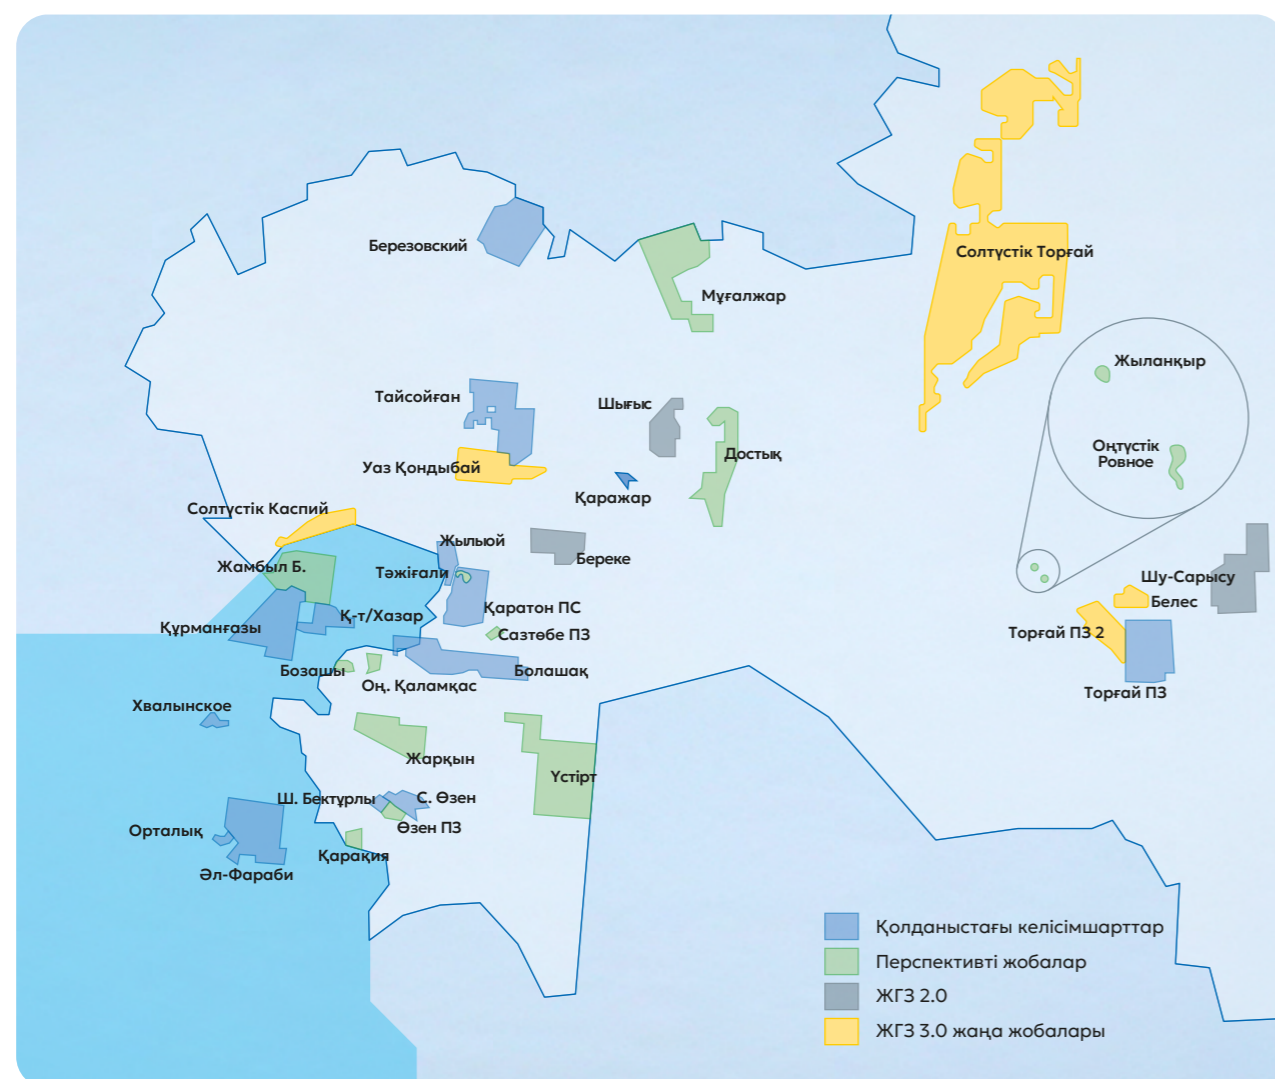 Березовский
Мұғалжар
Солтүстік Торғай
Жыланқыр
Тайсойған
Шығыс
Достық
Оңтүстік
Ровное
Уаз Қондыбай
Қаражар
Солтүстік Каспий
Жылыой
Береке
Жамбыл Б.
Тәжіғали
Шу-Сарысу
Белес
Қаратон ПС
Қ-т/Хазар
Құрманғазы
Сазтөбе ПЗ
Торғай ПЗ 2
Бозашы
Оң. Қаламқас
Болашақ
Торғай ПЗ
Хвалынское
Жарқын
Үстірт
Ш. Бектұрлы
С. Өзен
Өзен ПЗ
Орталық
Қарақия
Әл-Фараби
Қолданыстағы келісімшарттар
Перспективті жобалар
ЖГЗ 2.0
ЖГЗ 3.0 жаңа жобалары